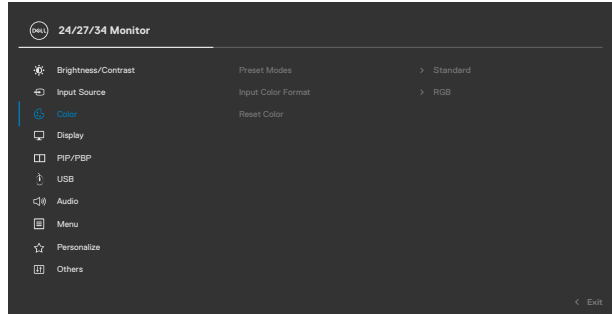 DELL 24/27/34 Monitor
Brightness/Contrast Preset Modes > Standard
Input Source Input Color Format > RGB
Color Reset Color
Display
PIP/PBP
USB
Audio
Menu
Personalize
Others
< Exit